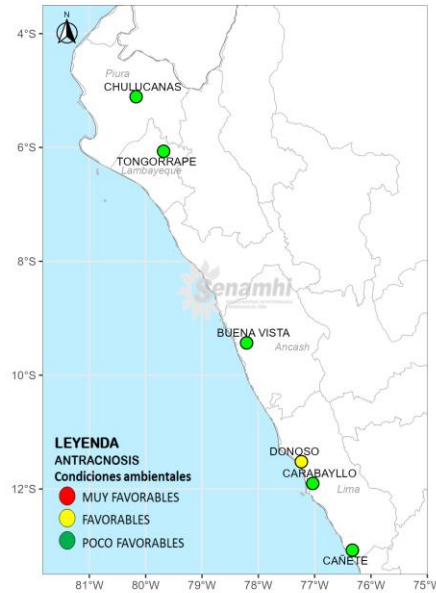 4°S
N
Piura
CHULUCANAS
6°S
TONGORRAPE
Lambayeque
8°S
Senamhi
BUENA VISTA
Ancash
10°S
DONOSO
LEYENDA
ANTRACNOSIS
CARABAYLLO
Condiciones ambientales
Lima
12°S
MUY FAVORABLES
FAVORABLES
POCO FAVORABLES
CAÑETE
81°W 80°W 79°W 78°W 77°W 76°W 75°W